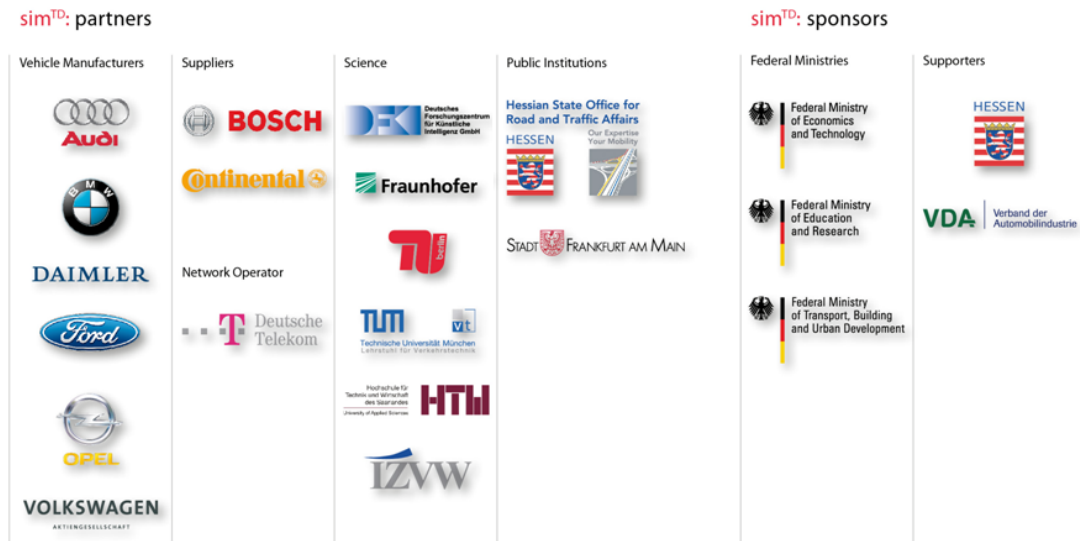 simTD: partners
Vehicle Manufacturers
Audi
BMW
DAIMLER
Ford
OPEL
VOLKSWAGEN
AKTIENGESELLSCHAFT
Suppliers
BOSCH
Continental
Network Operator
T Deutsche
Telekom
Science
DFKI
Deutsches
Forschungszentrum
für Künstliche
Intelligenz GmbH
Fraunhofer
TU berlin
TUM vt
Technische Universität München
Lehrstuhl für Verkehrstechnik
Hochschule für
Technik und Wirtschaft
des Saarlandes
University of Applied Sciences
HTW
IZVW
Public Institutions
Hessian State Office for
Road and Traffic Affairs
HESSEN
Our Expertise
Your Mobility
STADT FRANKFURT AM MAIN
simTD: sponsors
Federal Ministries
Federal Ministry
of Economics
and Technology
Federal Ministry
of Education
and Research
Federal Ministry
of Transport, Building
and Urban Development
Supporters
HESSEN
VDA
Verband der
Automobilindustrie